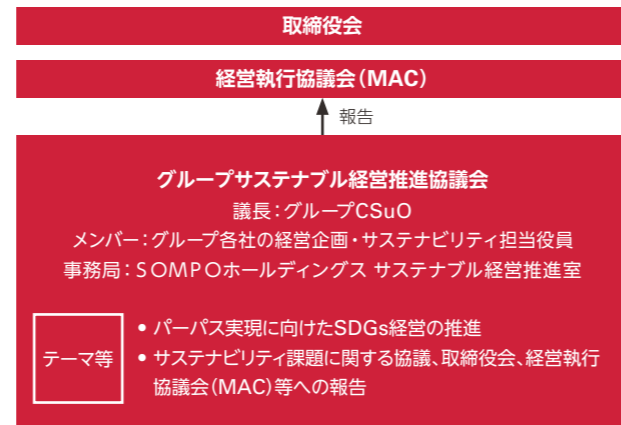 取締役会
経営執行協議会（MAC）
報告
グループサステナブル経営推進協議会
議長：グループCSuO
メンバー：グループ各社の経営企画・サステナビリティ担当役員
事務局：ＳＯＭＰＯホールディングス サステナブル経営推進室
テーマ等
• パーパス実現に向けたSDGs経営の推進
• サステナビリティ課題に関する協議、取締役会、経営執行
協議会（MAC）等への報告